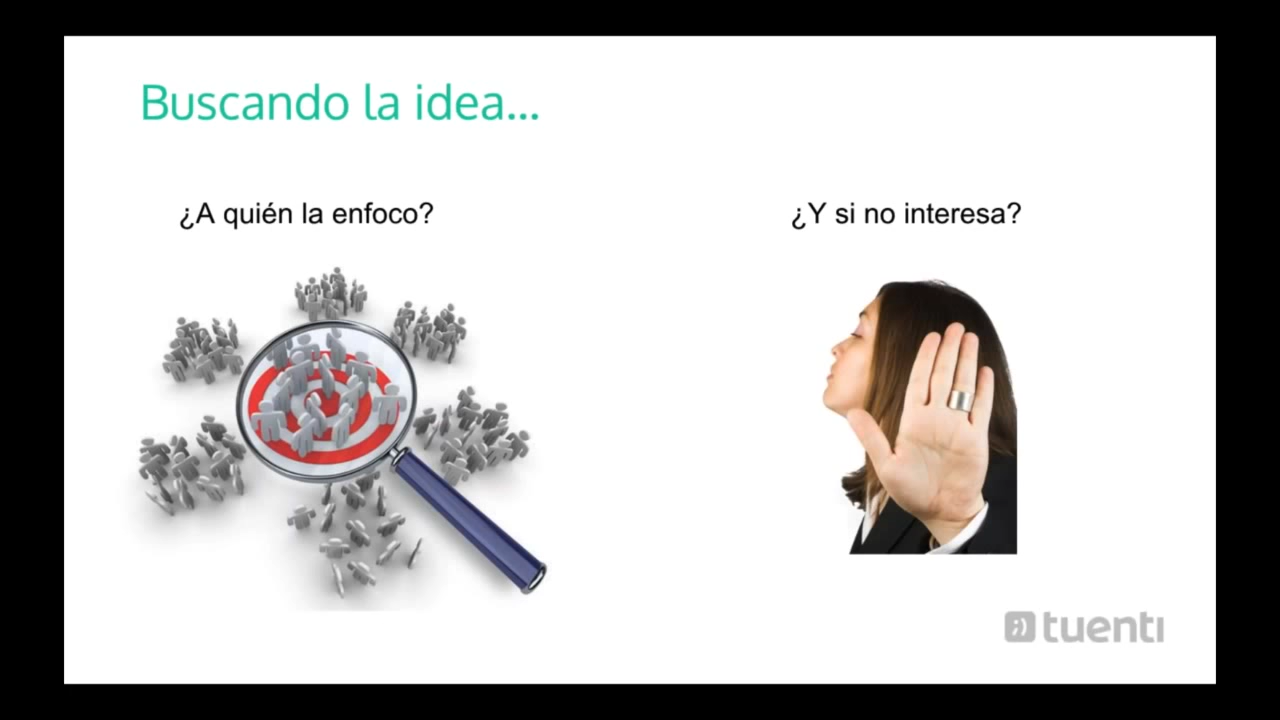 Buscando la idea...
¿A quién la enfoco?
¿Y si no interesa?
tuenti